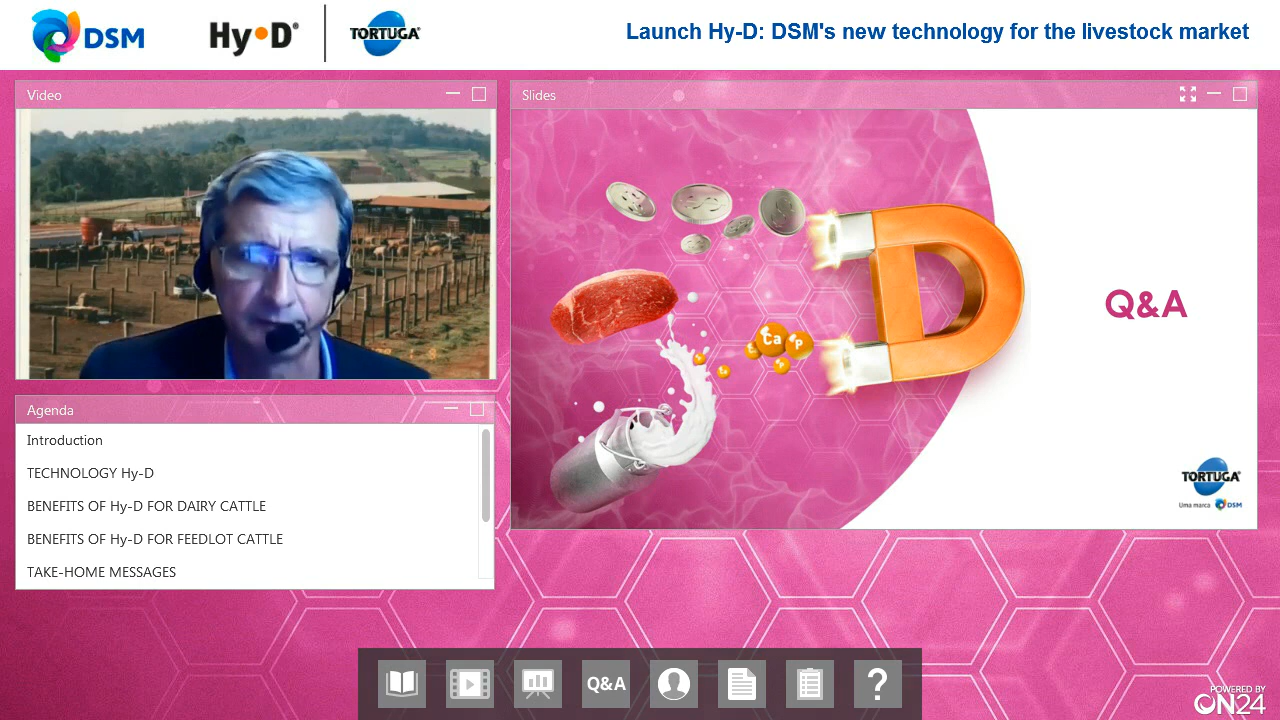 DSM
Hy•D®
TORTUGA
Launch Hy-D: DSM's new technology for the livestock market
Video
Slides
Ca
P
Q&A
TORTUGA
Uma marca DSM
Agenda
Introduction
TECHNOLOGY Hy-D
BENEFITS OF Hy-D FOR DAIRY CATTLE
BENEFITS OF Hy-D FOR FEEDLOT CATTLE
TAKE-HOME MESSAGES
Q&A
?
POWERED BY
ON24